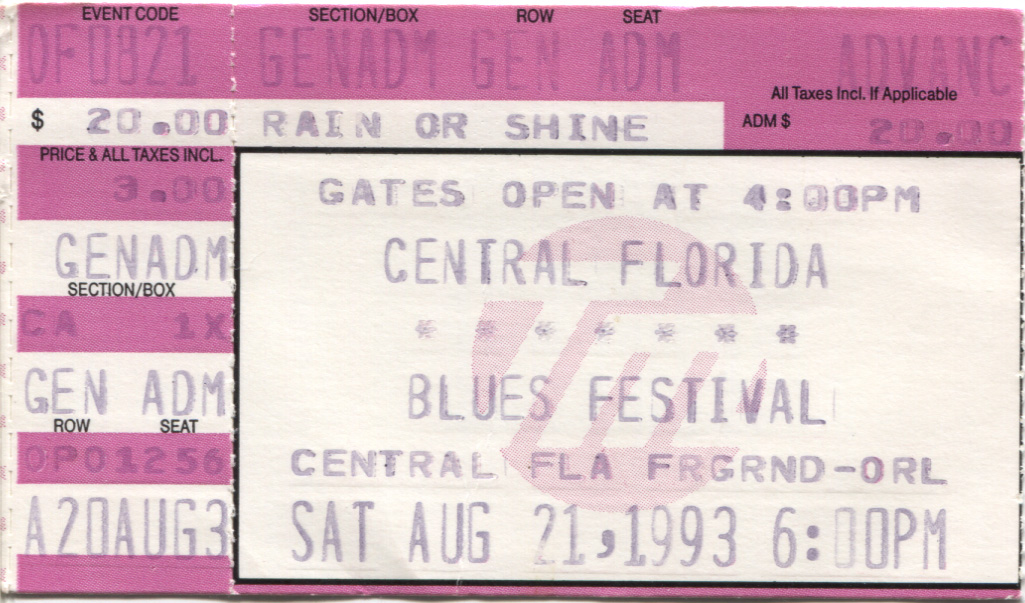 EVENT CODE SECTION/BOX ROW SEAT
OF0821 GENADM GEN ADM ADVANC
All Taxes Incl. If Applicable
$ 20.00 RAIN OR SHINE ADM $ 20.00
PRICE & ALL TAXES INCL.
3.00 GATES OPEN AT 4:00PM
GENADM CENTRAL FLORIDA
SECTION/BOX
CA 1X * * * * * * *
GEN ADM BLUES FESTIVAL
ROW SEAT
OP01256 CENTRAL FLA FRGRND-ORL
A20AUG3 SAT AUG 21,1993 6:00PM